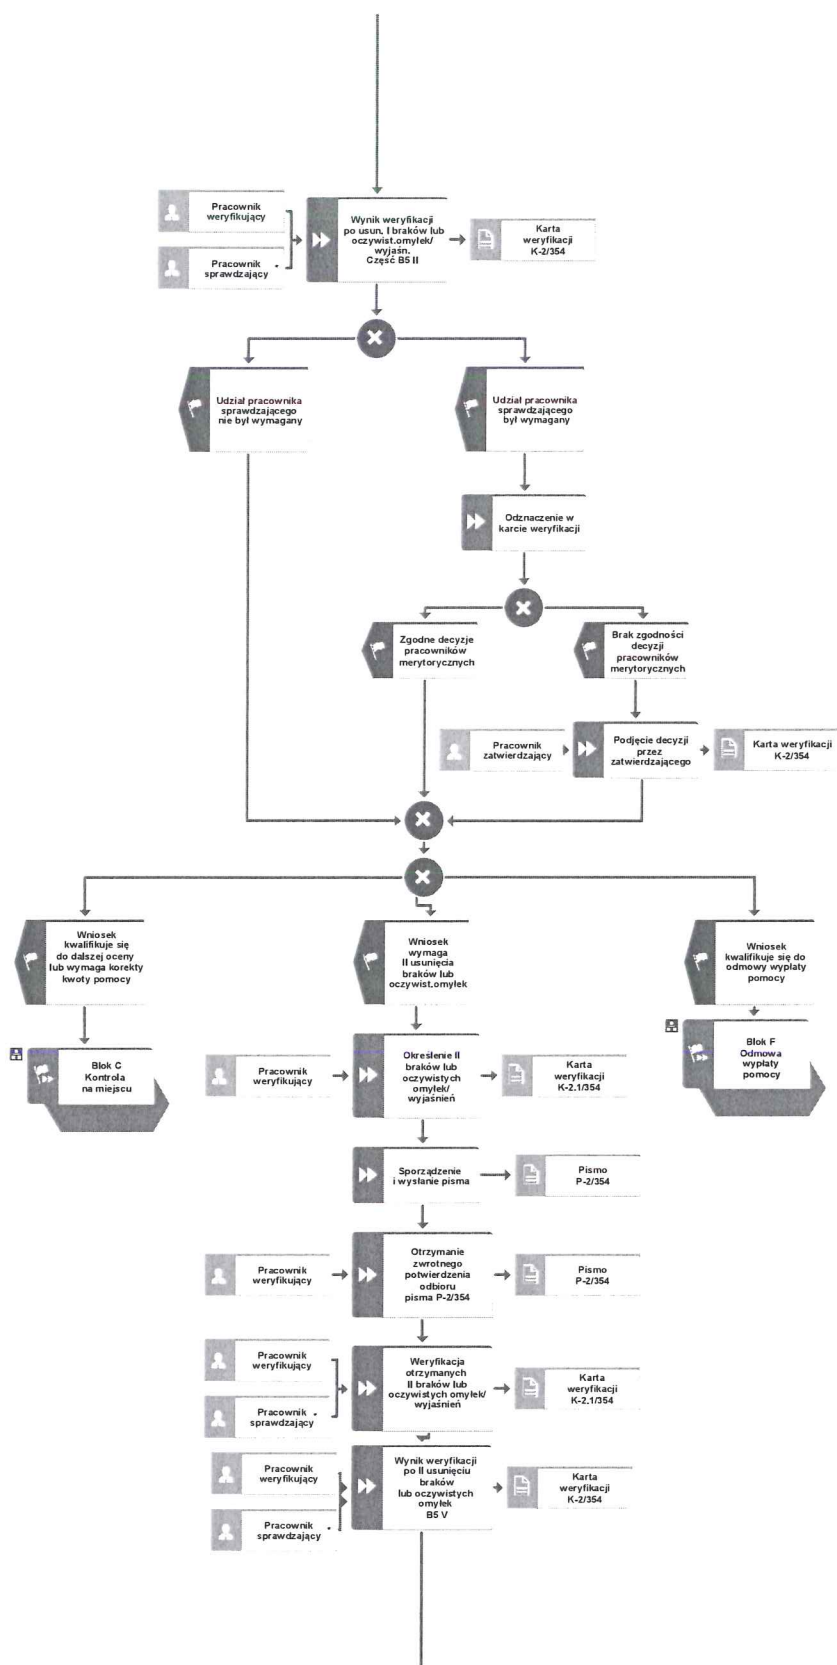 Pracownik
weryfikujący
Pracownik
sprawdzający
Wynik weryfikacji
po usun. I braków lub
oczywist.omyłek/
wyjaśn.
Część B5 II
Karta
weryfikacji
K-2/354
Udział pracownika
sprawdzającego
nie był wymagany
Udział pracownika
sprawdzającego
był wymagany
Odznaczenie w
karcie weryfikacji
Zgodne decyzje
pracowników
merytorycznych
Brak zgodności
decyzji
pracowników
merytorycznych
Pracownik
zatwierdzający
Podjęcie decyzji
przez
zatwierdzającego
Karta weryfikacji
K-2/354
Wniosek
kwalifikuje się
do dalszej oceny
lub wymaga korekty
kwoty pomocy
Wniosek
wymaga
II usunięcia
braków lub
oczywist.omyłek
Wniosek
kwalifikuje się do
odmowy wypłaty
pomocy
Blok C
Kontrola
na miejscu
Blok F
Odmowa
wypłaty
pomocy
Pracownik
weryfikujący
Określenie II
braków lub
oczywistych
omyłek/
wyjaśnień
Karta
weryfikacji
K-2.1/354
Sporządzenie
i wysłanie pisma
Pismo
P-2/354
Pracownik
weryfikujący
Otrzymanie
zwrotnego
potwierdzenia
odbioru
pisma P-2/354
Pismo
P-2/354
Pracownik
weryfikujący
Pracownik
sprawdzający
Weryfikacja
otrzymanych
II braków lub
oczywistych omyłek/
wyjaśnień
Karta
weryfikacji
K-2.1/354
Pracownik
weryfikujący
Pracownik
sprawdzający
Wynik weryfikacji
po II usunięciu
braków
lub oczywistych
omyłek
B5 V
Karta
weryfikacji
K-2/354